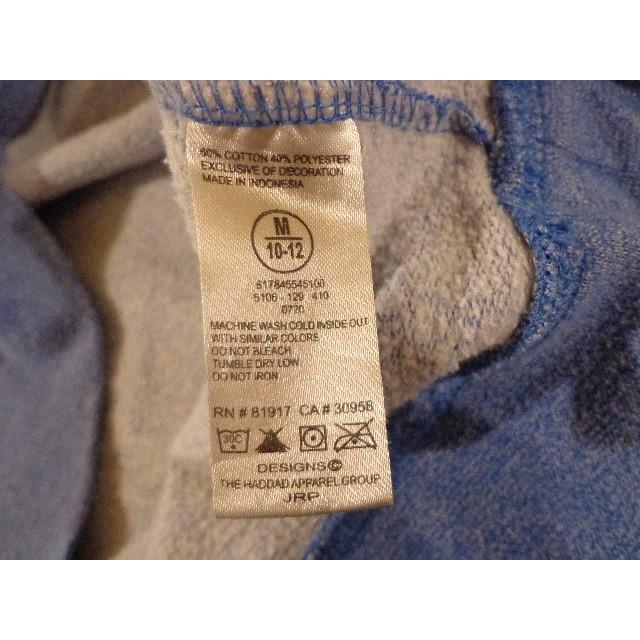 60% COTTON 40% POLYESTER
EXCLUSIVE OF DECORATION
MADE IN INDONESIA
M
10-12
617845545100
5106 - 129 410
0720
MACHINE WASH COLD INSIDE OUT
WITH SIMILAR COLORS
DO NOT BLEACH
TUMBLE DRY LOW
DO NOT IRON
RN # 81917 CA # 30958
30C
DESIGNS©
THE HADDAD APPAREL GROUP
JRP